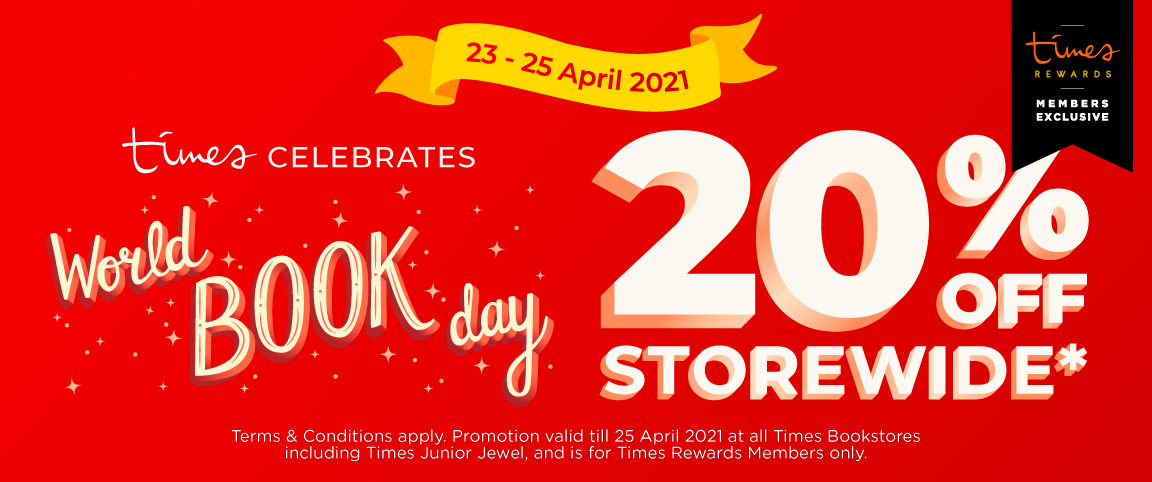 23 - 25 April 2021
times
REWARDS
MEMBERS
EXCLUSIVE
times CELEBRATES
World
BOOK
day
20%
OFF
STOREWIDE*
Terms & Conditions apply. Promotion valid till 25 April 2021 at all Times Bookstores
including Times Junior Jewel, and is for Times Rewards Members only.